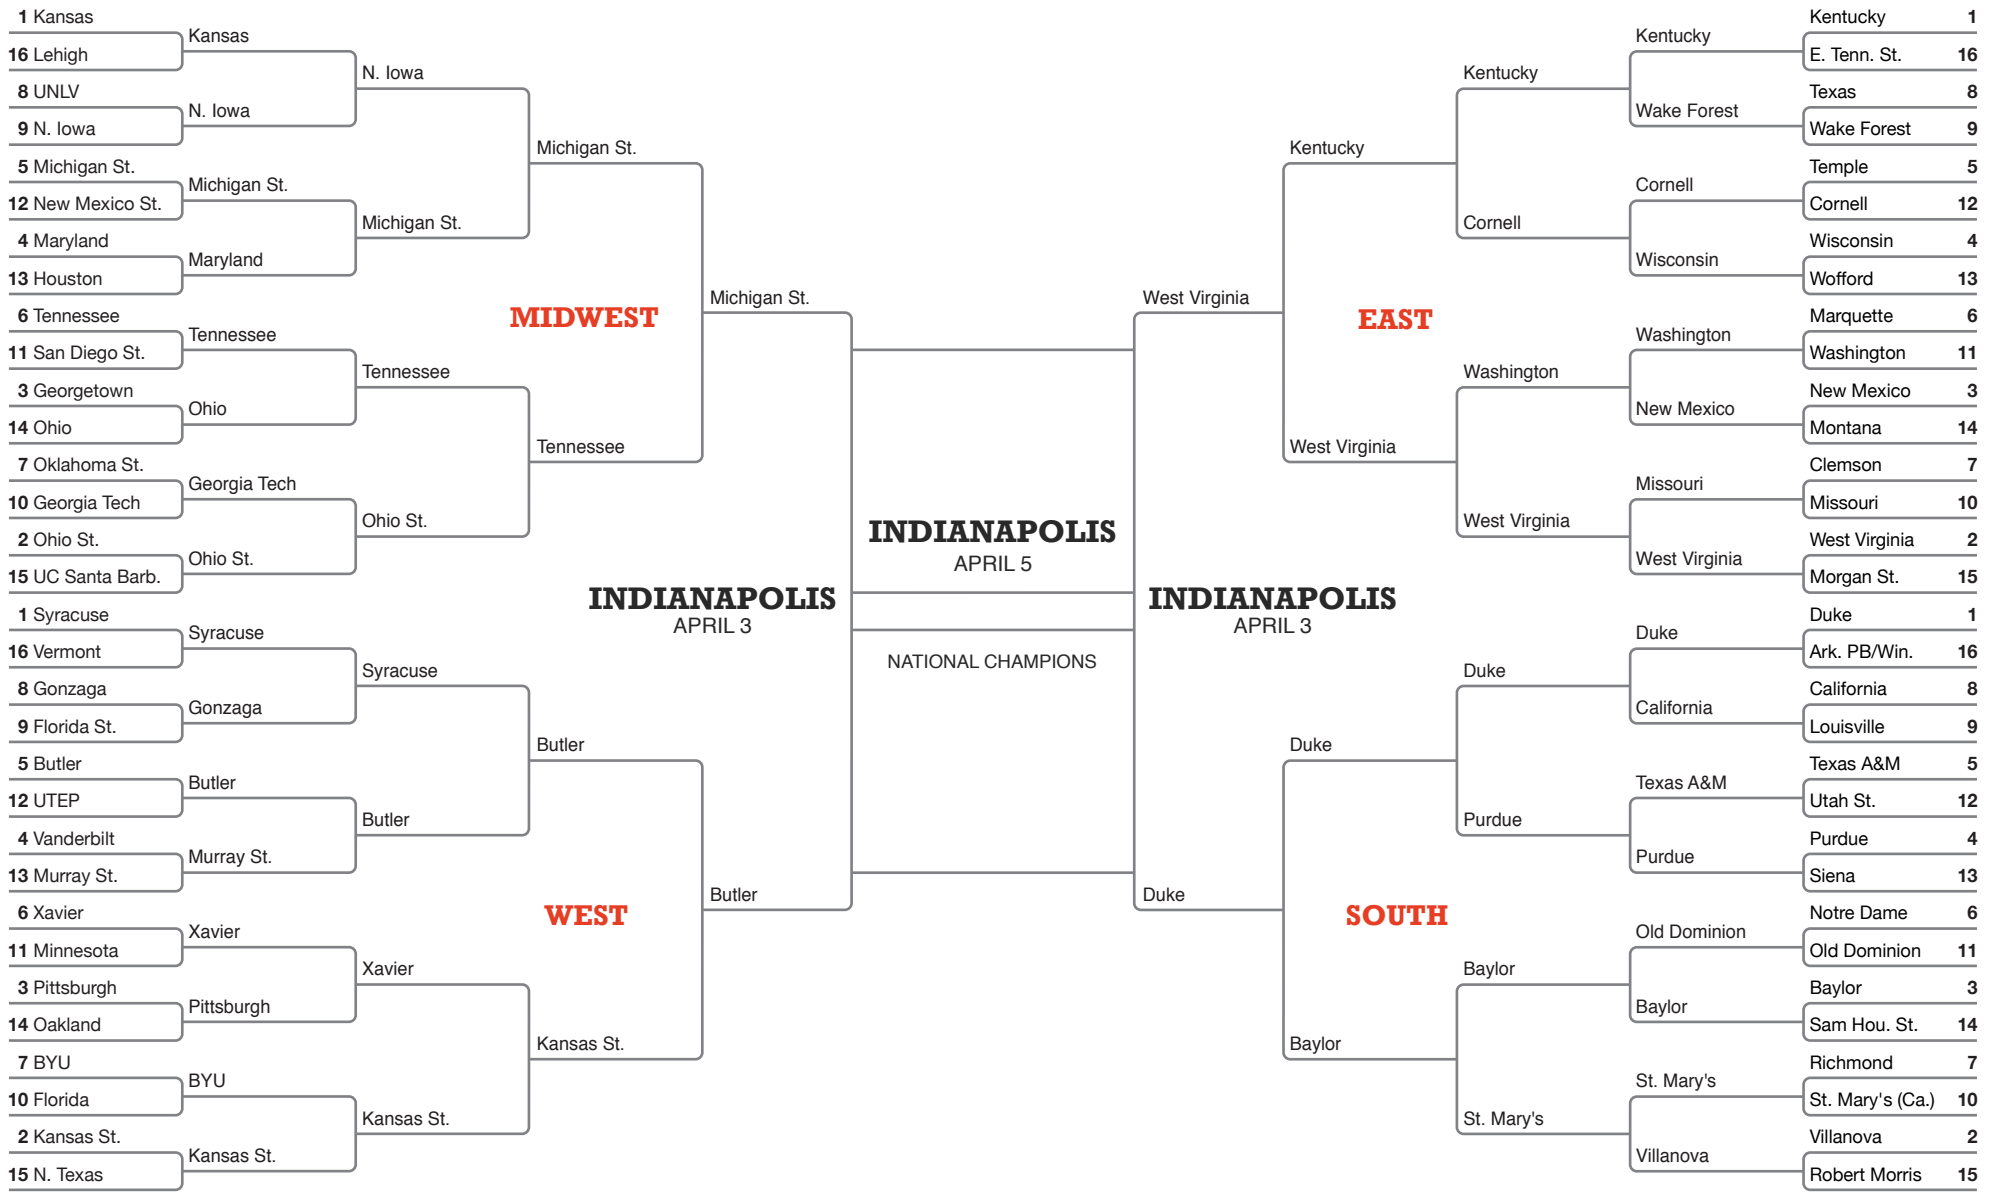 1 Kansas
16 Lehigh
8 UNLV
9 N. Iowa
5 Michigan St.
12 New Mexico St.
4 Maryland
13 Houston
6 Tennessee
11 San Diego St.
3 Georgetown
14 Ohio
7 Oklahoma St.
10 Georgia Tech
2 Ohio St.
15 UC Santa Barb.
1 Syracuse
16 Vermont
8 Gonzaga
9 Florida St.
5 Butler
12 UTEP
4 Vanderbilt
13 Murray St.
6 Xavier
11 Minnesota
3 Pittsburgh
14 Oakland
7 BYU
10 Florida
2 Kansas St.
15 N. Texas
Kansas
N. Iowa
Michigan St.
Maryland
Tennessee
Ohio
Georgia Tech
Ohio St.
Syracuse
Gonzaga
Butler
Murray St.
Xavier
Pittsburgh
BYU
Kansas St.
N. Iowa
Michigan St.
Tennessee
Ohio St.
Syracuse
Butler
Xavier
Kansas St.
Michigan St.
Tennessee
Butler
Kansas St.
MIDWEST
WEST
Michigan St.
Butler
INDIANAPOLIS
APRIL 3
INDIANAPOLIS
APRIL 5
NATIONAL CHAMPIONS
INDIANAPOLIS
APRIL 3
West Virginia
Duke
EAST
SOUTH
Kentucky
West Virginia
Duke
Baylor
Kentucky
Cornell
Washington
West Virginia
Duke
Purdue
Baylor
St. Mary's
Kentucky
Wake Forest
Cornell
Wisconsin
Washington
New Mexico
Missouri
West Virginia
Duke
California
Texas A&M
Purdue
Old Dominion
Baylor
St. Mary's
Villanova
Kentucky 1
E. Tenn. St. 16
Texas 8
Wake Forest 9
Temple 5
Cornell 12
Wisconsin 4
Wofford 13
Marquette 6
Washington 11
New Mexico 3
Montana 14
Clemson 7
Missouri 10
West Virginia 2
Morgan St. 15
Duke 1
Ark. PB/Win. 16
California 8
Louisville 9
Texas A&M 5
Utah St. 12
Purdue 4
Siena 13
Notre Dame 6
Old Dominion 11
Baylor 3
Sam Hou. St. 14
Richmond 7
St. Mary's (Ca.) 10
Villanova 2
Robert Morris 15